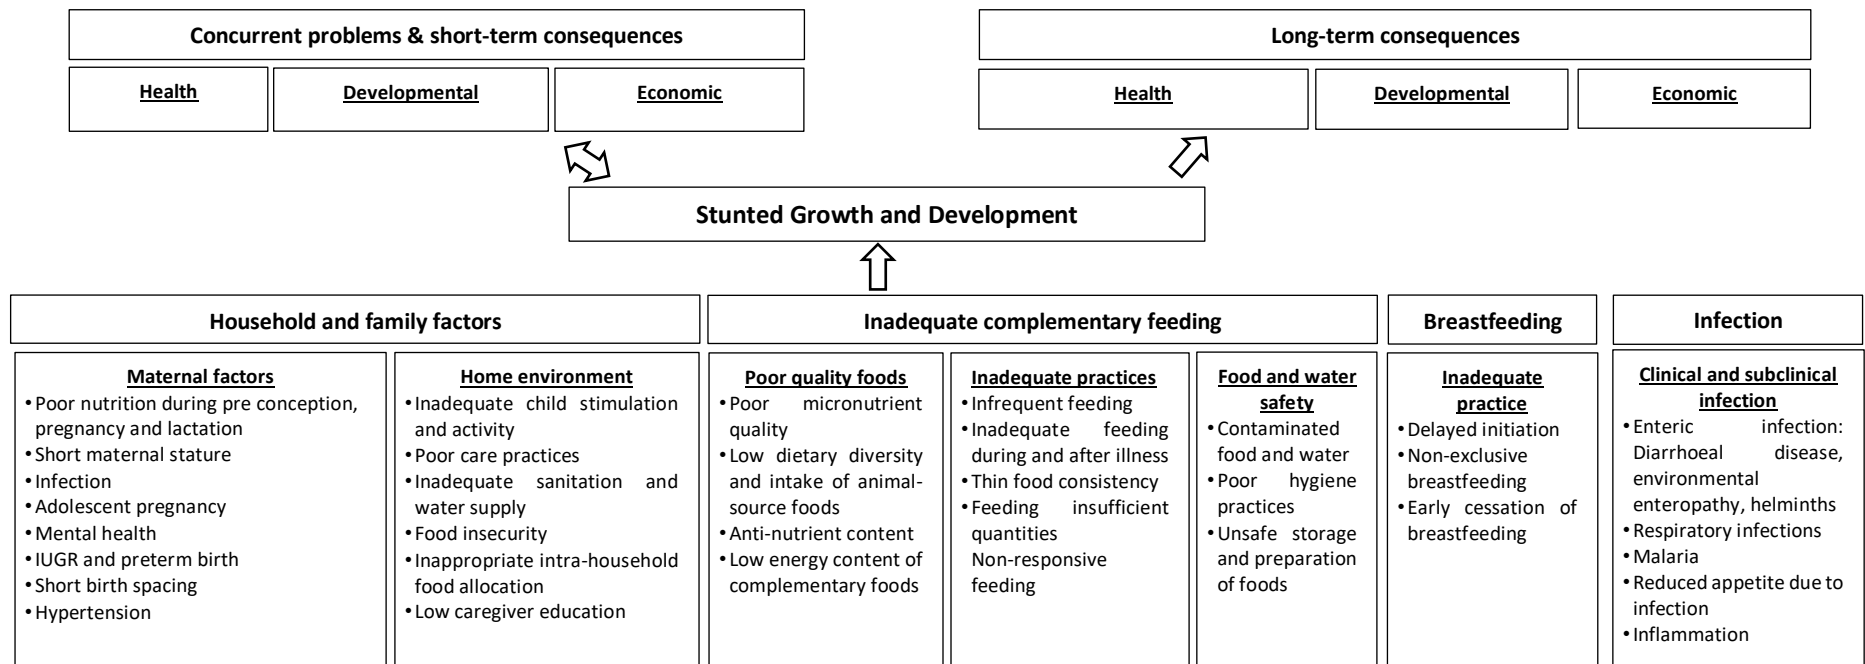 Concurrent problems & short-term consequences
Health
Developmental
Economic
Long-term consequences
Health
Developmental
Economic
Stunted Growth and Development
Household and family factors
Maternal factors
•Poor nutrition during pre conception,
pregnancy and lactation
•Short maternal stature
•Infection
•Adolescent pregnancy
•Mental health
•IUGR and preterm birth
•Short birth spacing
•Hypertension
Home environment
•Inadequate child stimulation
and activity
•Poor care practices
•Inadequate sanitation and
water supply
•Food insecurity
•Inappropriate intra-household
food allocation
•Low caregiver education
Inadequate complementary feeding
Poor quality foods
•Poor micronutrient
quality
•Low dietary diversity
and intake of animal-
source foods
•Anti-nutrient content
•Low energy content of
complementary foods
Inadequate practices
•Infrequent feeding
•Inadequate feeding
during and after illness
•Thin food consistency
•Feeding insufficient
quantities
Non-responsive
feeding
Food and water
safety
•Contaminated
food and water
•Poor hygiene
practices
•Unsafe storage
and preparation
of foods
Breastfeeding
Inadequate
practice
•Delayed initiation
•Non-exclusive
breastfeeding
•Early cessation of
breastfeeding
Infection
Clinical and subclinical
infection
•Enteric infection:
Diarrhoeal disease,
environmental
enteropathy, helminths
•Respiratory infections
•Malaria
•Reduced appetite due to
infection
•Inflammation